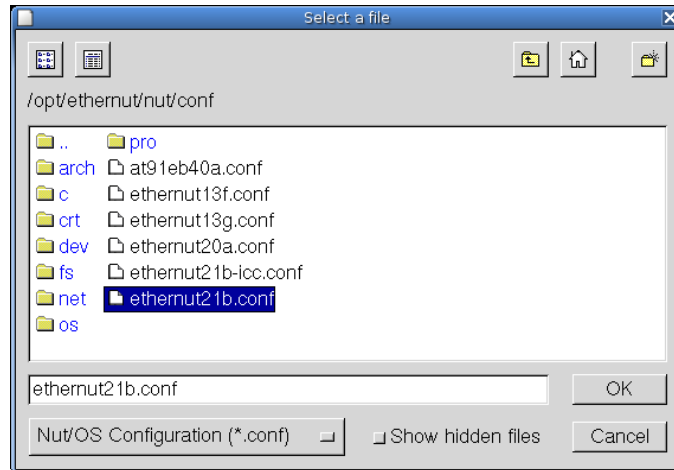 Select a file
/opt/ethernut/nut/conf
.. pro
arch at91eb40a.conf
c ethernut13f.conf
crt ethernut13g.conf
dev ethernut20a.conf
fs ethernut21b-icc.conf
net ethernut21b.conf
os
ethernut21b.conf OK
Nut/OS Configuration (*.conf) Show hidden files Cancel